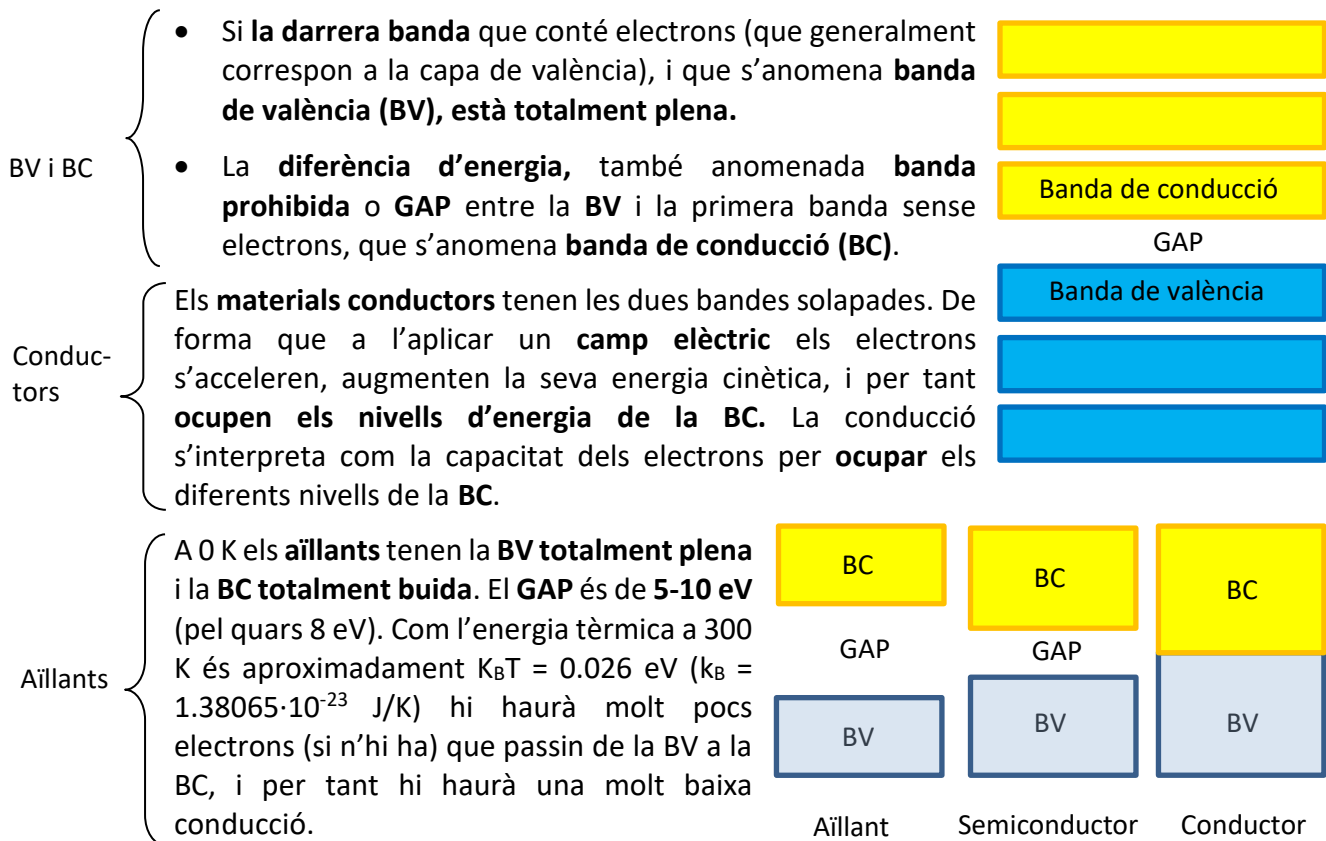 BV i BC
• Si la darrera banda que conté electrons (que generalment
correspon a la capa de valència), i que s’anomena banda
de valència (BV), està totalment plena.
• La diferència d’energia, també anomenada banda
prohibida o GAP entre la BV i la primera banda sense
electrons, que s’anomena banda de conducció (BC).
Banda de conducció
GAP
Banda de valència
Conduc-
tors
Els materials conductors tenen les dues bandes solapades. De
forma que a l’aplicar un camp elèctric els electrons
s’acceleren, augmenten la seva energia cinètica, i per tant
ocupen els nivells d’energia de la BC. La conducció
s’interpreta com la capacitat dels electrons per ocupar els
diferents nivells de la BC.
Aïllants
A 0 K els aïllants tenen la BV totalment plena
i la BC totalment buida. El GAP és de 5-10 eV
(pel quars 8 eV). Com l’energia tèrmica a 300
K és aproximadament KBT = 0.026 eV (kB =
1.38065·10-23 J/K) hi haurà molt pocs
electrons (si n’hi ha) que passin de la BV a la
BC, i per tant hi haurà una molt baixa
conducció.
BC
GAP
BV
Aïllant
BC
GAP
BV
Semiconductor
BC
BV
Conductor